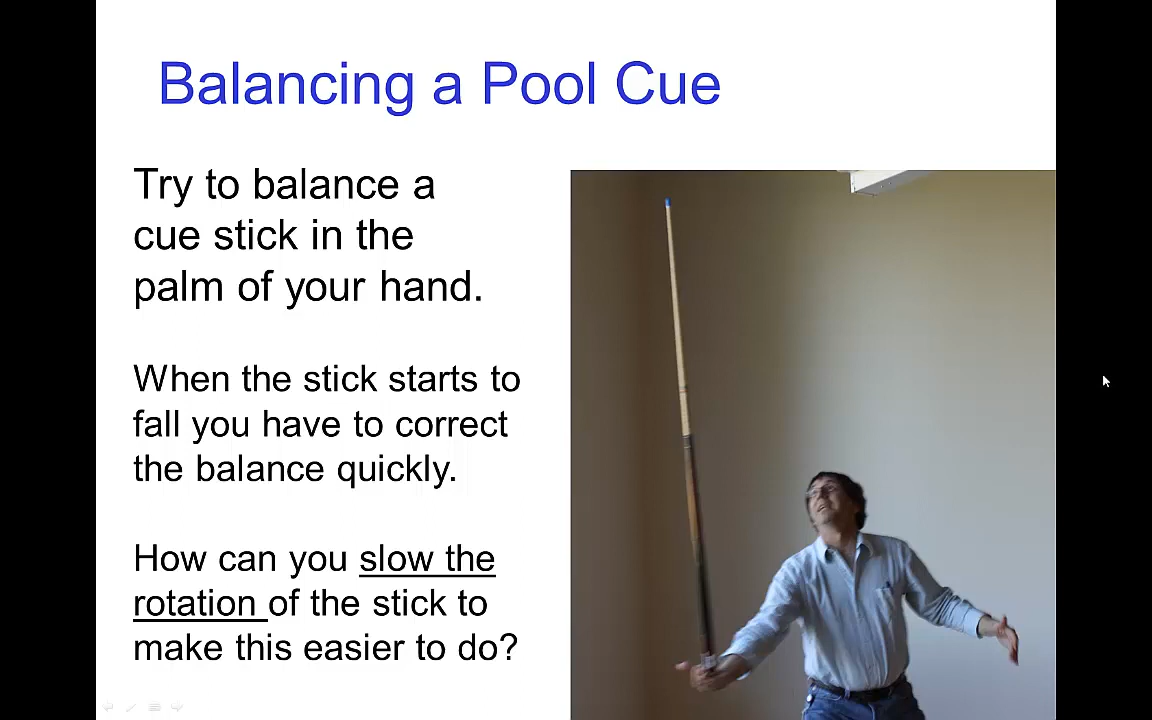 Balancing a Pool Cue
Try to balance a
cue stick in the
palm of your hand.
When the stick starts to
fall you have to correct
the balance quickly.
How can you slow the
rotation of the stick to
make this easier to do?